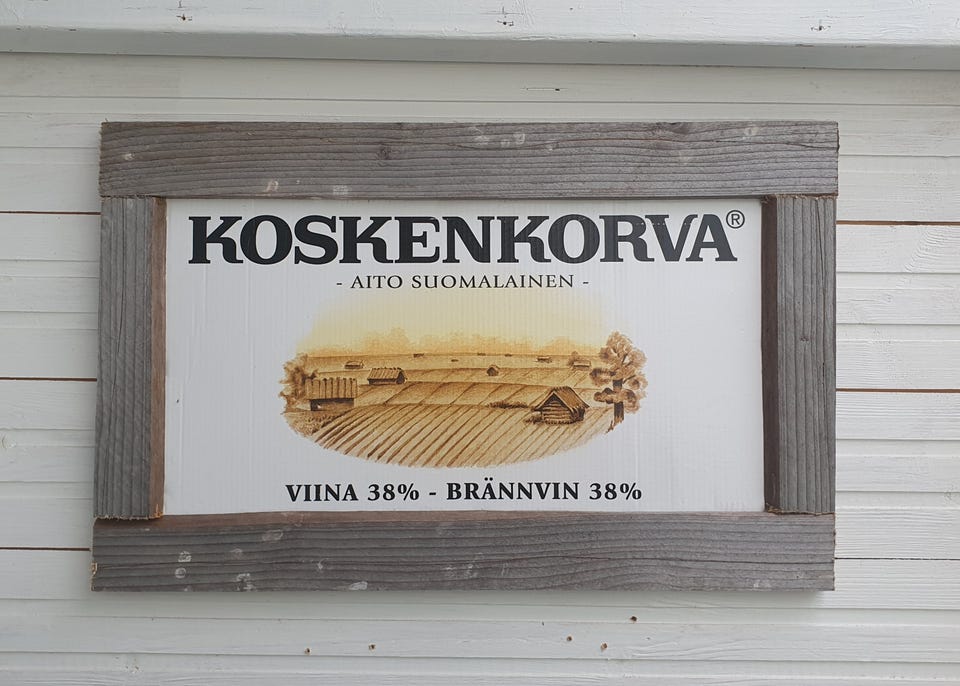 KOSKENKORVA®
- AITO SUOMALAINEN -
VIINA 38% - BRÄNNVIN 38%